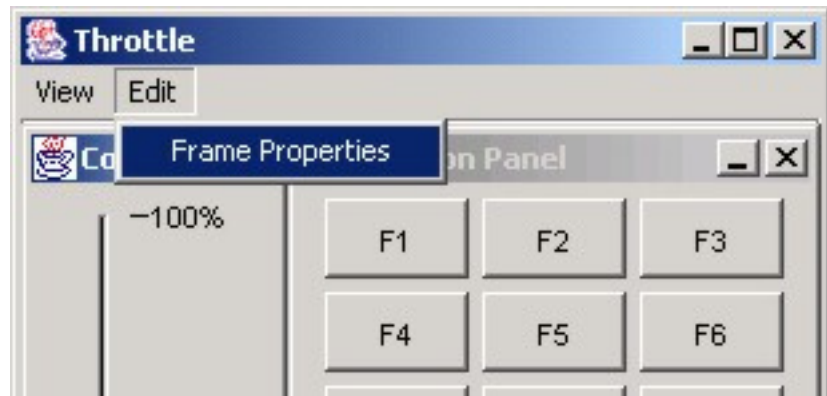 Throttle
View Edit
Frame Properties
Panel
100%
F1 F2 F3
F4 F5 F6